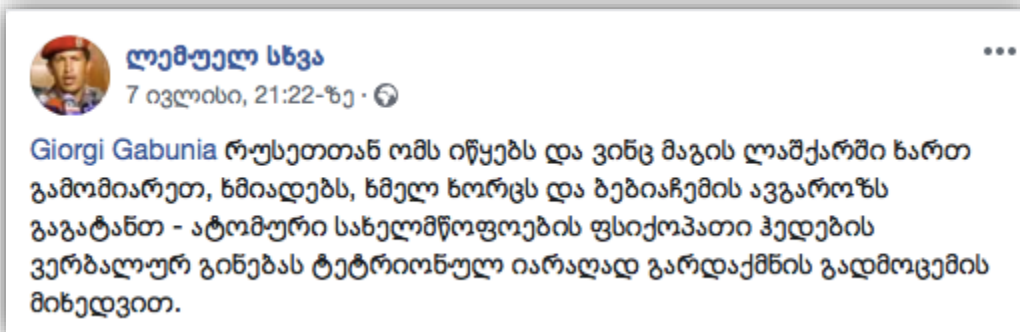 ლემუელ სხვა
7 ივლისი, 21:22-ზე ·
Giorgi Gabunia რუსეთთან ომს იწყებს და ვინც მაგის ლაშქარში ხართ
გამომიარეთ, ხმიადებს, ხმელ ხორცს და ბებიაჩემის ავგაროზს
გაგატანთ - ატომური სახელმწოფოების ფსიქოპათი ჰედების
ვერბალურ გინებას ტეტრიონულ იარაღად გარდაქმნის გადმოცემის
მიხედვით.